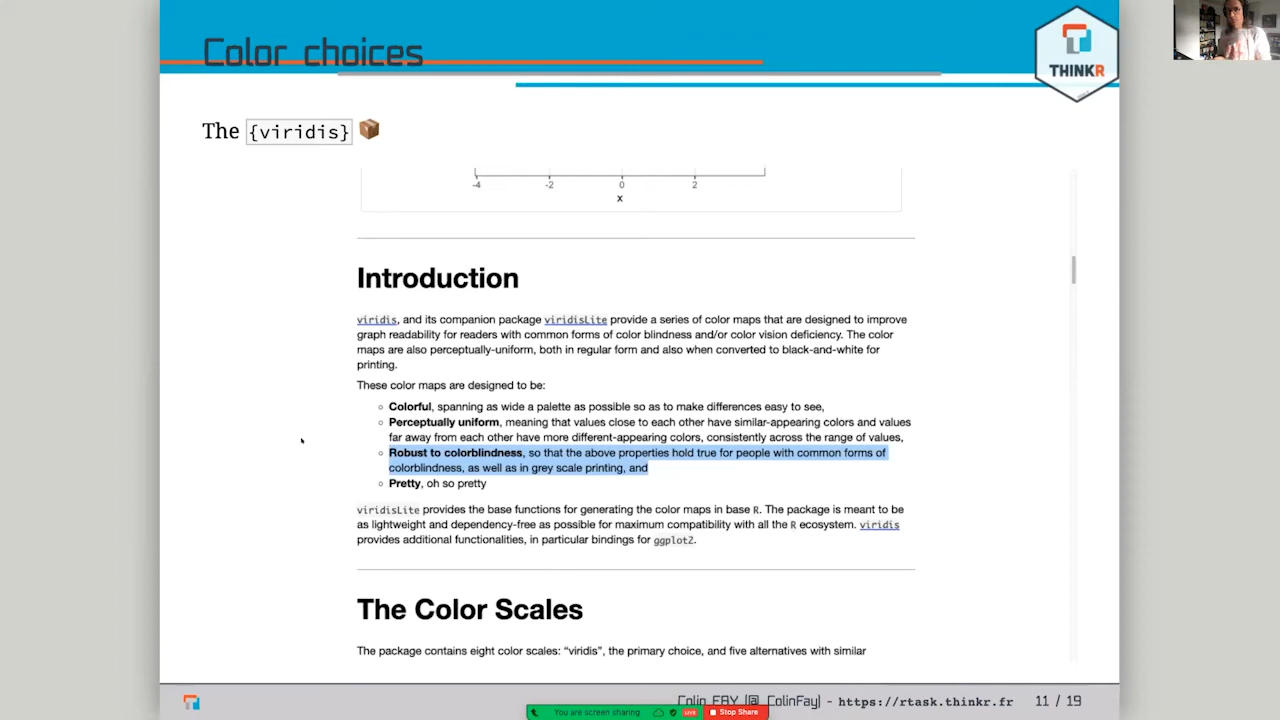 Color choices
THINKR
The {viridis}
-4 -2 0 2
x
Introduction
viridis, and its companion package viridisLite provide a series of color maps that are designed to improve
graph readability for readers with common forms of color blindness and/or color vision deficiency. The color
maps are also perceptually-uniform, both in regular form and also when converted to black-and-white for
printing.
These color maps are designed to be:
Colorful, spanning as wide a palette as possible so as to make differences easy to see,
Perceptually uniform, meaning that values close to each other have similar-appearing colors and values
far away from each other have more different-appearing colors, consistently across the range of values,
Robust to colorblindness, so that the above properties hold true for people with common forms of
colorblindness, as well as in grey scale printing, and
Pretty, oh so pretty
viridisLite provides the base functions for generating the color maps in base R. The package is meant to be
as lightweight and dependency-free as possible for maximum compatibility with all the R ecosystem. viridis
provides additional functionalities, in particular bindings for ggplot2.
The Color Scales
The package contains eight color scales: “viridis”, the primary choice, and five alternatives with similar
Colin FAY (@_ColinFay) - https://rtask.thinkr.fr 11 / 19
You are screen sharing LIVE Stop Share